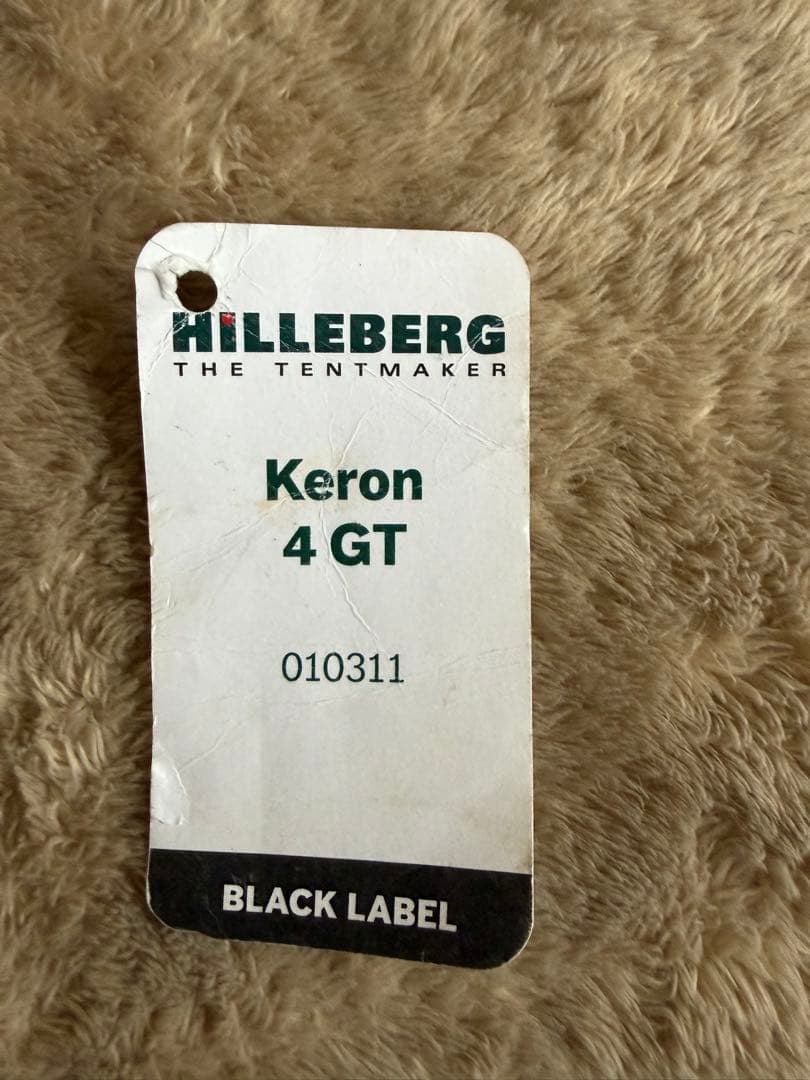 HILLEBERG
THE TENTMAKER
Keron
4 GT
010311
BLACK LABEL